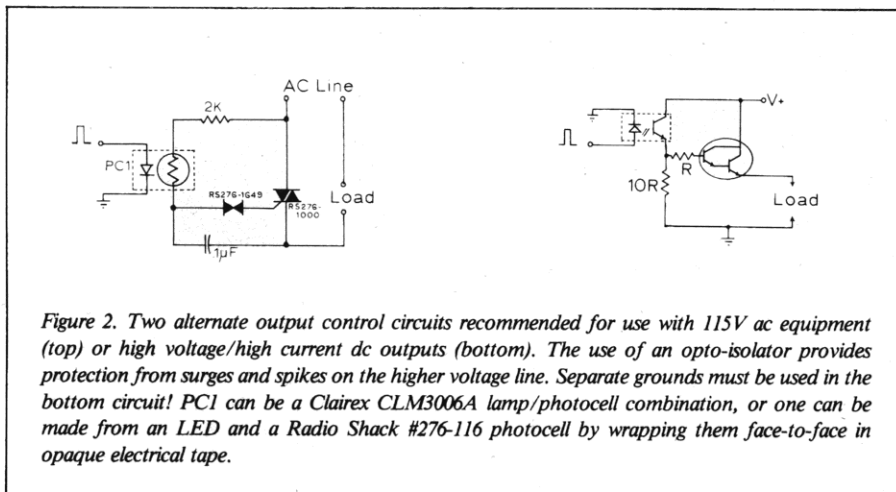 AC Line
2K
PC1
RS276-1649
RS276-
1000
Load
.1µF
V+
R
10R
Load
Figure 2. Two alternate output control circuits recommended for use with 115V ac equipment
(top) or high voltage/high current dc outputs (bottom). The use of an opto-isolator provides
protection from surges and spikes on the higher voltage line. Separate grounds must be used in the
bottom circuit! PC1 can be a Clairex CLM3006A lamp/photocell combination, or one can be
made from an LED and a Radio Shack #276-116 photocell by wrapping them face-to-face in
opaque electrical tape.